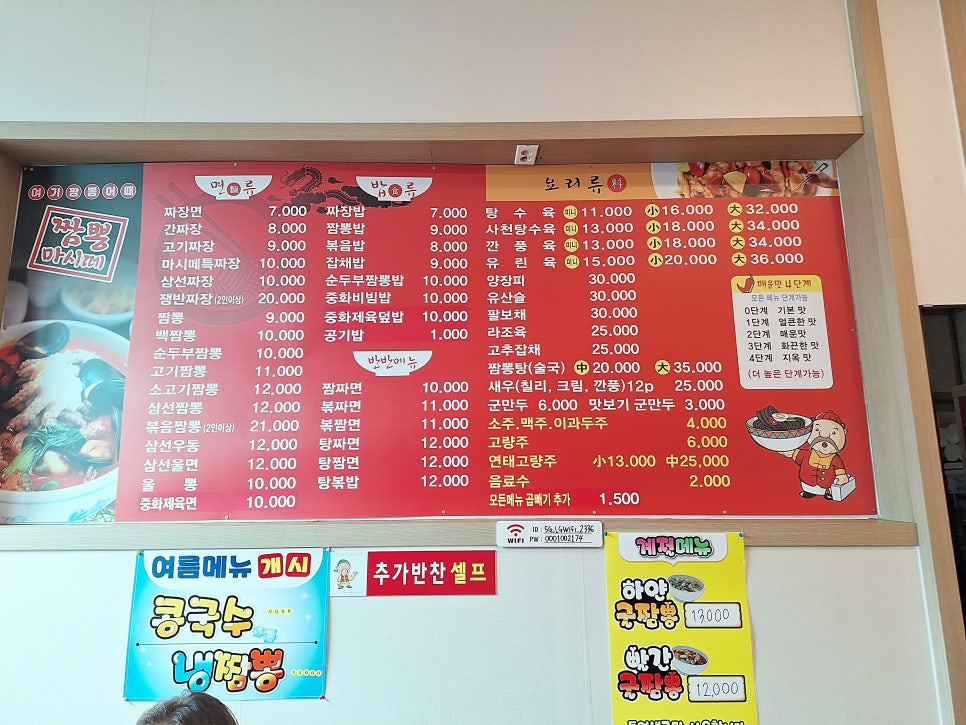 여기짬뽕어때
짬뽕
마시떼
면 麵 류
짜장면 7.000
간짜장 8.000
고기짜장 9.000
마시떼특짜장 10.000
삼선짜장 10.000
쟁반짜장(2인이상) 20.000
짬뽕 9.000
백짬뽕 10.000
순두부짬뽕 10.000
고기짬뽕 11.000
소고기짬뽕 12.000
삼선짬뽕 12.000
볶음짬뽕(2인이상) 21.000
삼선우동 12.000
삼선울면 12.000
울 뽕 10.000
중화제육면 10.000
밥 食 류
짜장밥 7.000
짬뽕밥 9.000
볶음밥 8.000
잡채밥 9.000
순두부짬뽕밥 10.000
중화비빔밥 10.000
중화제육덮밥 10.000
공기밥 1.000
반반메뉴
짬짜면 10.000
볶짜면 11.000
볶짬면 11.000
탕짜면 12.000
탕짬면 12.000
탕볶밥 12.000
요리류 料
탕 수 육 미니 11.000 小 16.000 大 32.000
사천탕수육 미니 13.000 小 18.000 大 34.000
깐 풍 육 미니 13.000 小 18.000 大 34.000
유 린 육 미니 15.000 小 20.000 大 36.000
양장피 30.000
유산슬 30.000
팔보채 30.000
라조육 25.000
고추잡채 25.000
짬뽕탕(술국) 中 20.000 大 35.000
새우(칠리, 크림, 깐풍)12p 25.000
군만두 6.000 맛보기 군만두 3.000
소주.맥주.이과두주 4.000
고량주 6.000
연태고량주 小13.000 中25,000
음료수 2.000
모든메뉴 곱빼기 추가 1.500
매운맛 4단계
모든 메뉴 단계가능
0단계 기본 맛
1단계 얼큰한 맛
2단계 매운맛
3단계 화끈한 맛
4단계 지옥 맛
(더 높은 단계가능)
WiFi
ID : 5G_LGWiFi_2336
PW : 0001002174
여름메뉴 개시
콩국수
냉짬뽕
추가반찬 셀프
계절메뉴
하얀
굴짬뽕 13,000
빨간
굴짬뽕 12,000